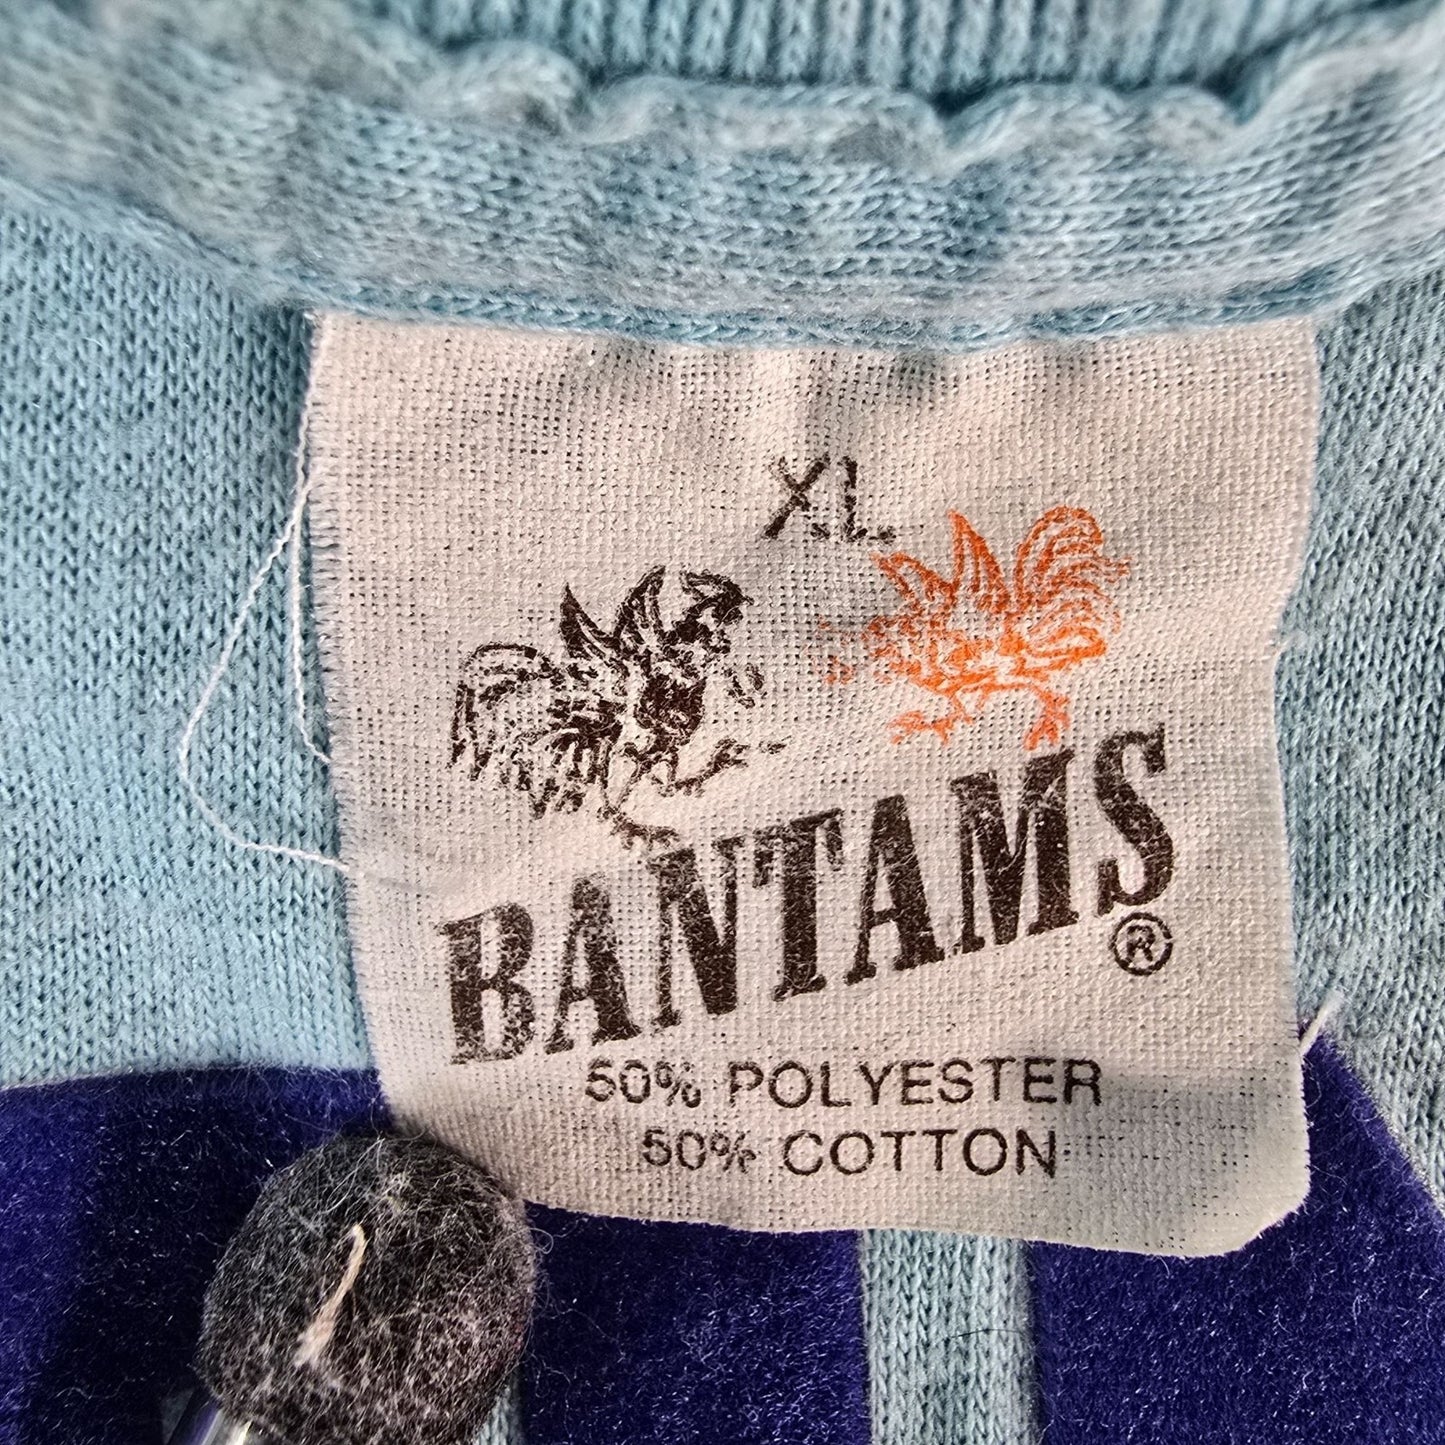 XL
BANTAMS®
50% POLYESTER
50% COTTON